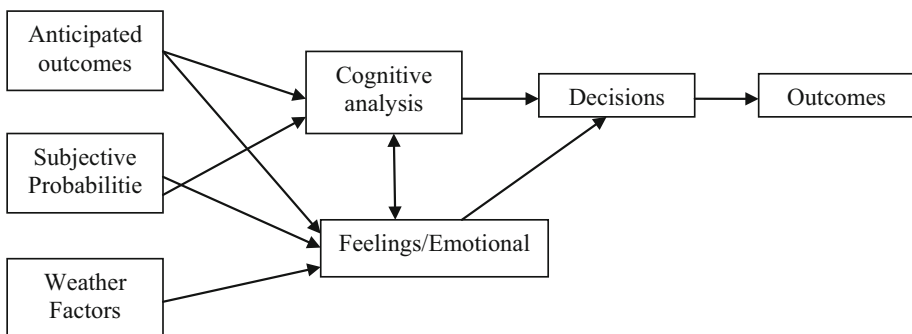 Anticipated
outcomes
Cognitive
analysis
Decisions
Outcomes
Subjective
Probabilitie
Feelings/Emotional
Weather
Factors